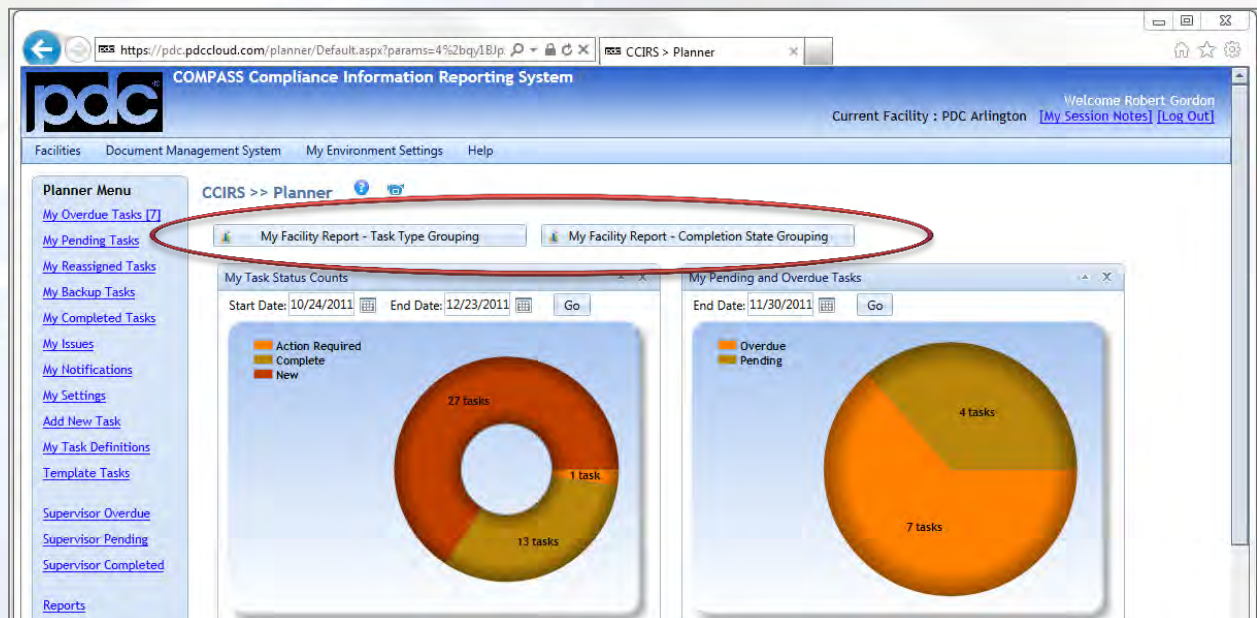 https://pdc.pdccloud.com/planner/Default.aspx?params=4%2bqy1BJp
CCIRS > Planner
pdc
COMPASS Compliance Information Reporting System
Welcome Robert Gordon
Current Facility : PDC Arlington [My Session Notes] [Log Out]
Facilities Document Management System My Environment Settings Help
Planner Menu
My Overdue Tasks [7]
My Pending Tasks
My Reassigned Tasks
My Backup Tasks
My Completed Tasks
My Issues
My Notifications
My Settings
Add New Task
My Task Definitions
Template Tasks
Supervisor Overdue
Supervisor Pending
Supervisor Completed
Reports
CCIRS >> Planner
My Facility Report - Task Type Grouping
My Facility Report - Completion State Grouping
My Task Status Counts
Start Date: 10/24/2011 End Date: 12/23/2011 Go
Action Required
Complete
New
27 tasks
1 task
13 tasks
My Pending and Overdue Tasks
End Date: 11/30/2011 Go
Overdue
Pending
4 tasks
7 tasks